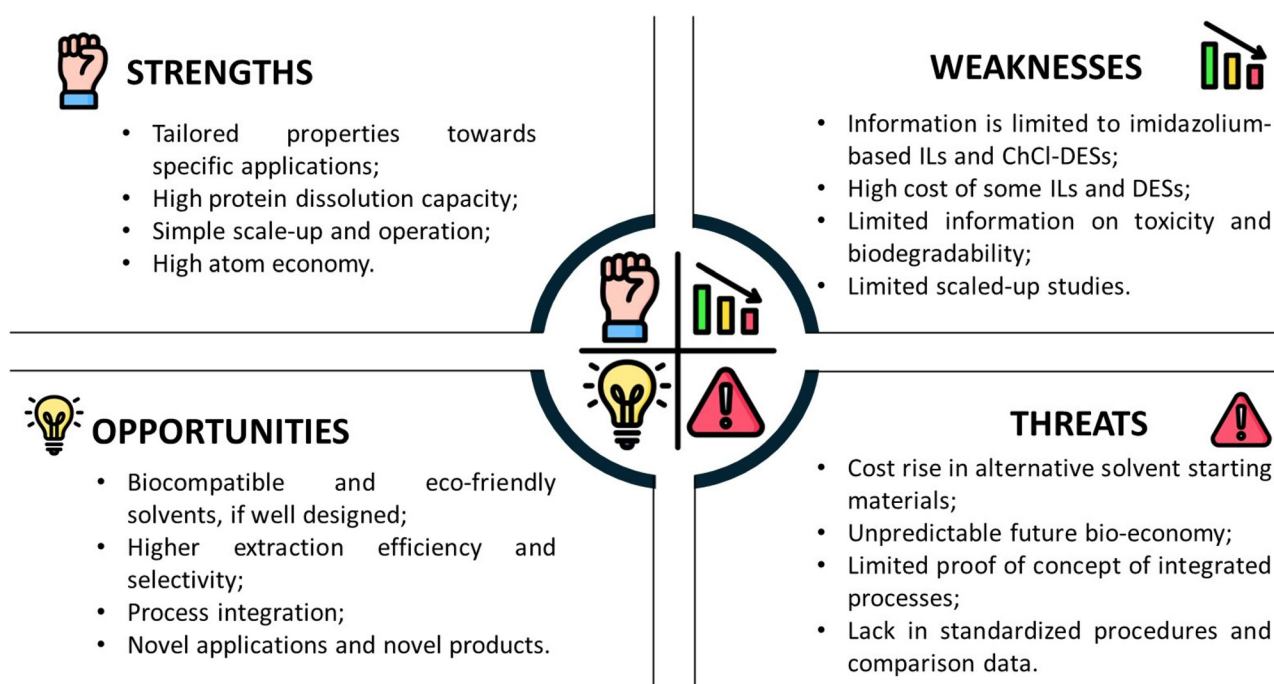 STRENGTHS
• Tailored properties towards
specific applications;
• High protein dissolution capacity;
• Simple scale-up and operation;
• High atom economy.
WEAKNESSES
• Information is limited to imidazolium-
based ILs and ChCl-DESs;
• High cost of some ILs and DESs;
• Limited information on toxicity and
biodegradability;
• Limited scaled-up studies.
OPPORTUNITIES
• Biocompatible and eco-friendly
solvents, if well designed;
• Higher extraction efficiency and
selectivity;
• Process integration;
• Novel applications and novel products.
THREATS
• Cost rise in alternative solvent starting
materials;
• Unpredictable future bio-economy;
• Limited proof of concept of integrated
processes;
• Lack in standardized procedures and
comparison data.